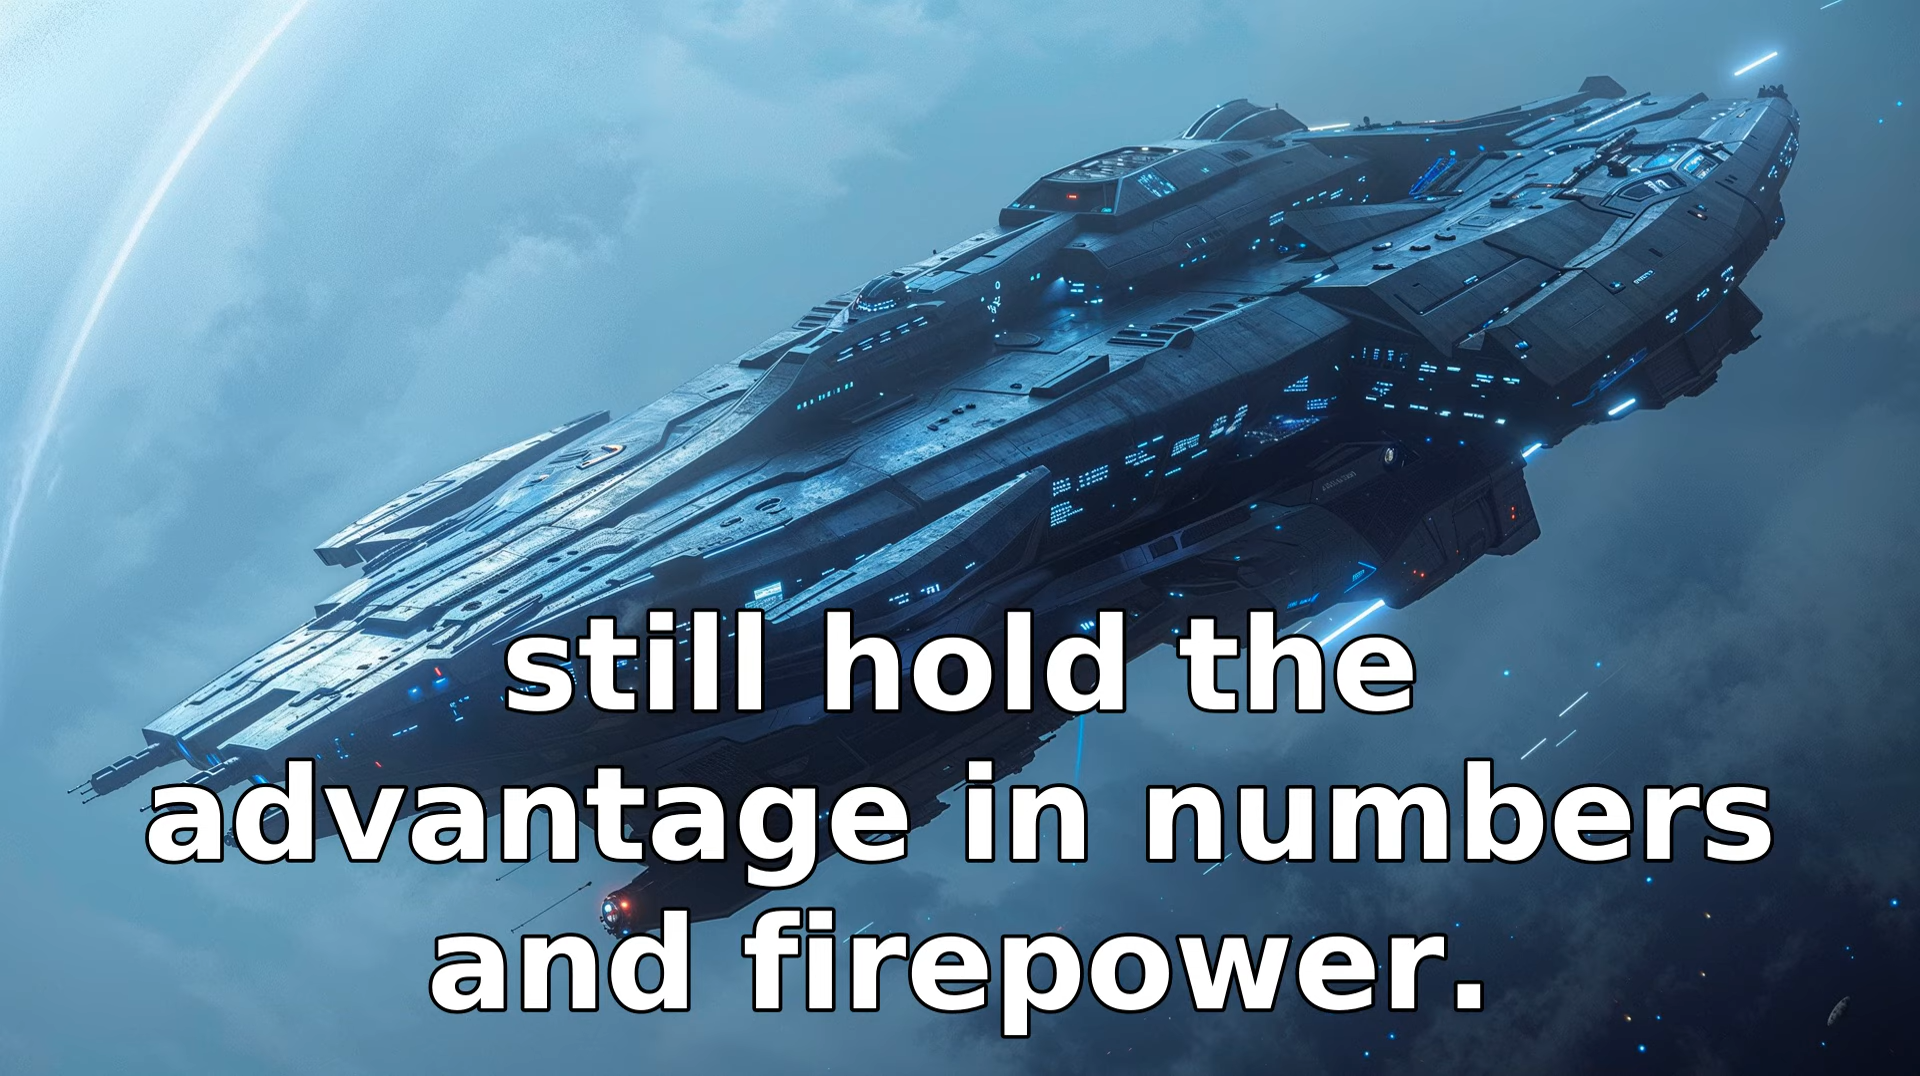 still hold the
advantage in numbers
and firepower.